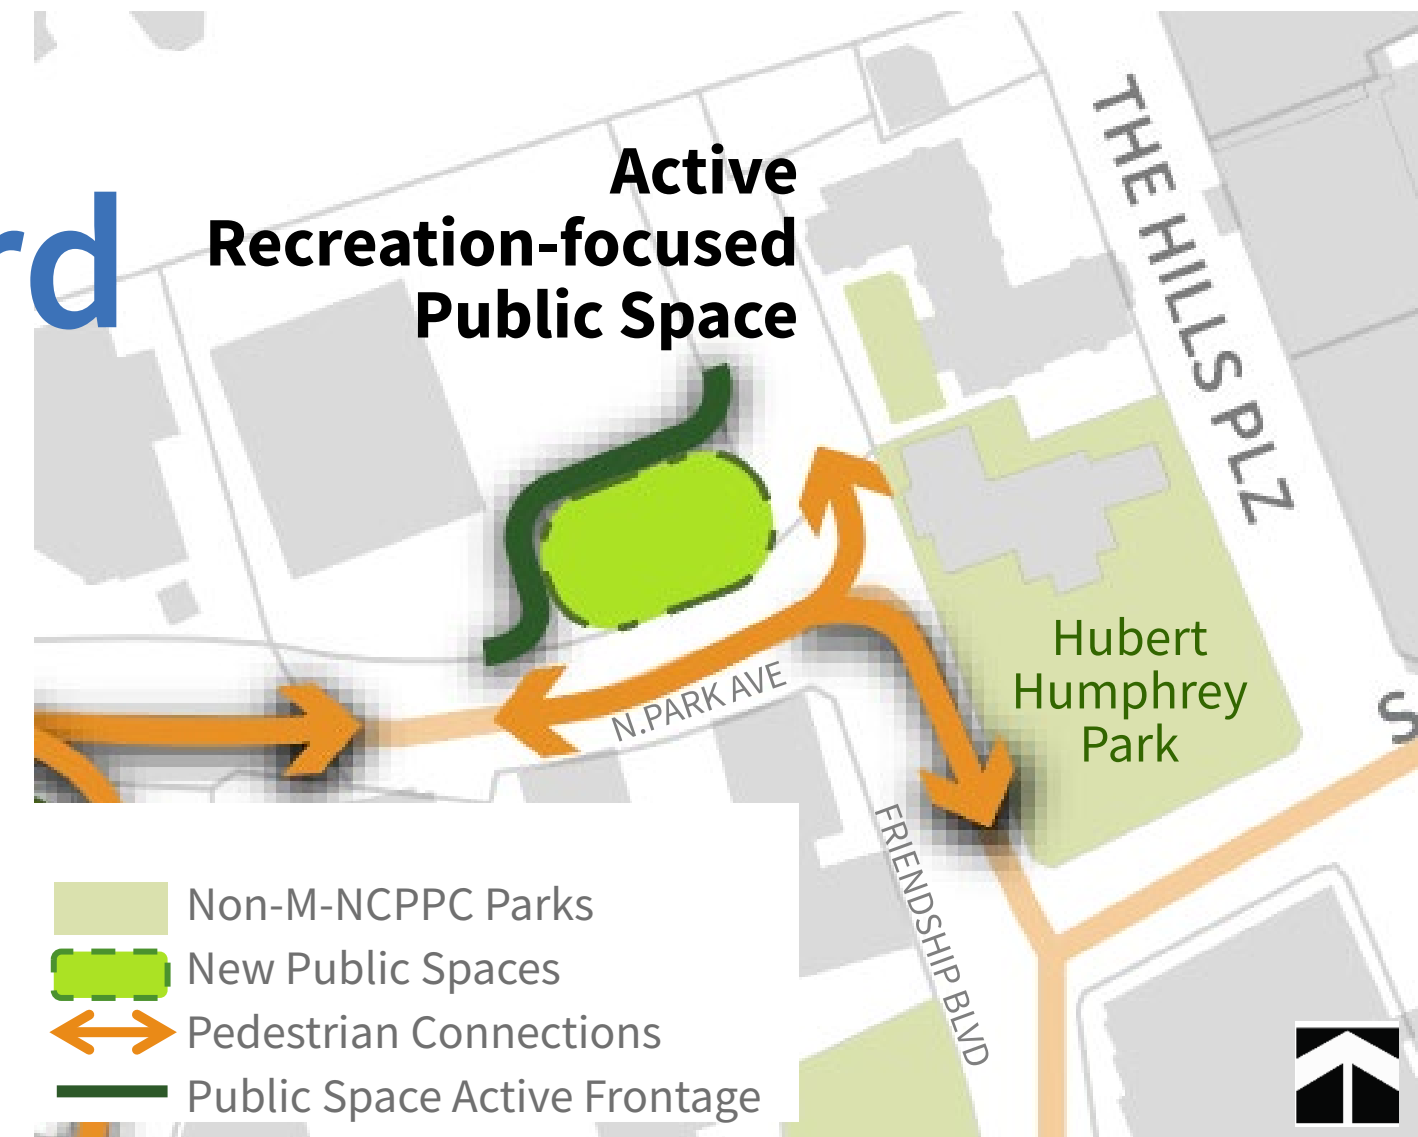 Active
Recreation-focused
Public Space
THE HILLS PLZ
rd
Hubert
Humphrey
Park
N.PARK AVE
S
FRIENDSHIP BLVD
Non-M-NCPPC Parks
New Public Spaces
Pedestrian Connections
Public Space Active Frontage